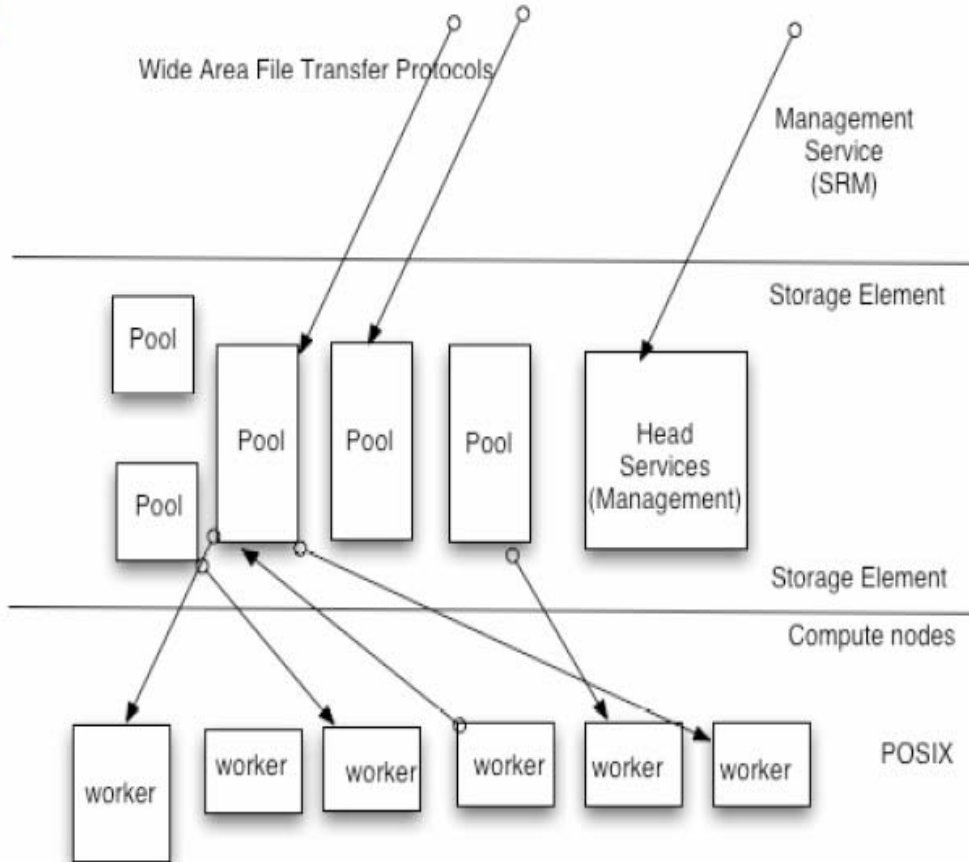 Wide Area File Transfer Protocols
Management
Service
(SRM)
Storage Element
Pool
Pool
Pool
Pool
Pool
Head
Services
(Management)
Storage Element
Compute nodes
POSIX
worker
worker
worker
worker
worker
worker